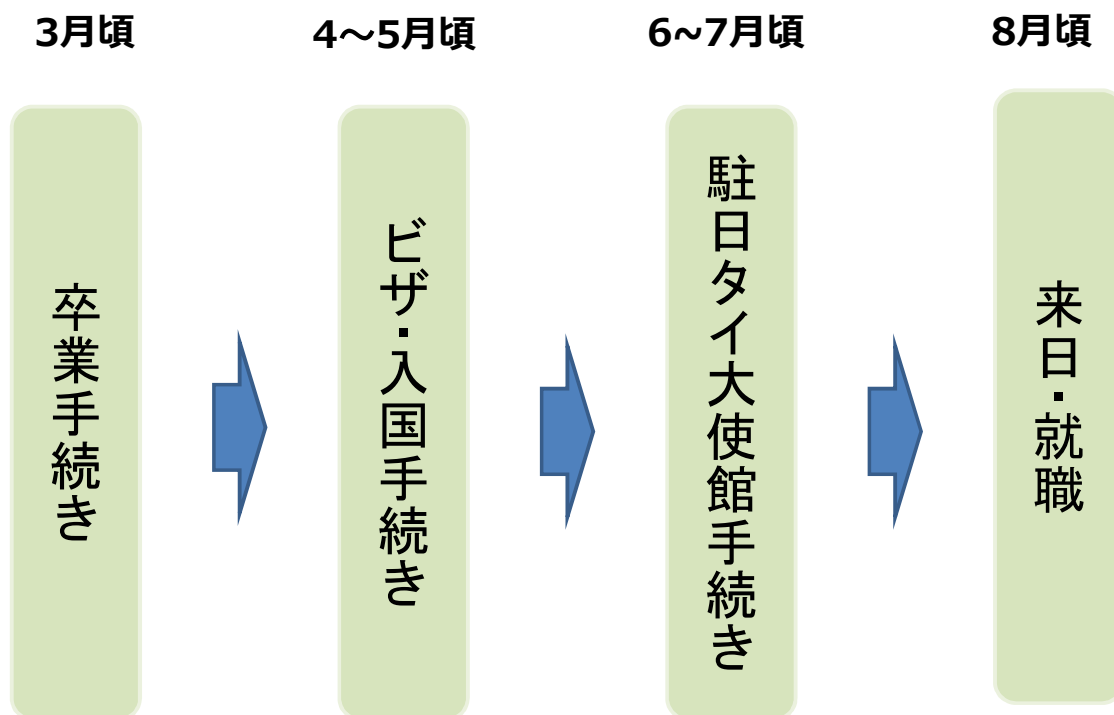 3月頃
4～5月頃
6~7月頃
8月頃
卒業手続き
ビザ・入国手続き
駐日タイ大使館手続き
来日・就職